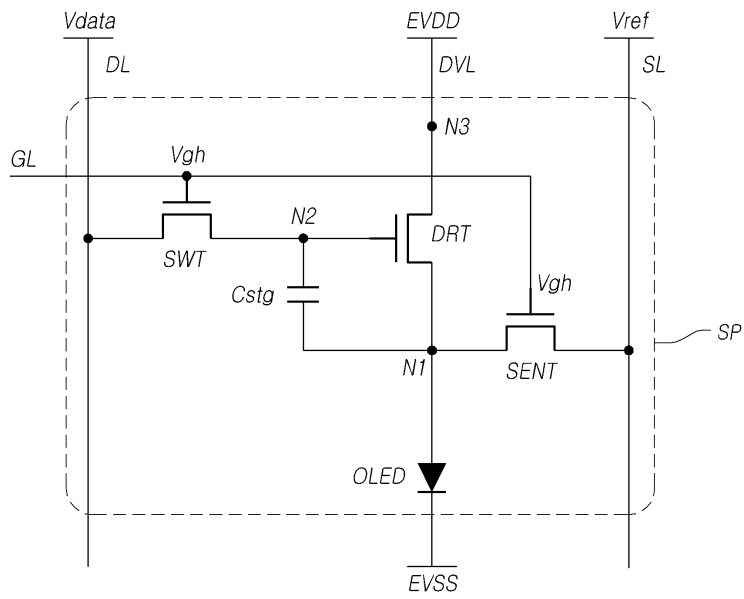 Vdata
EVDD
Vref
DL
DVL
SL
N3
GL
Vgh
N2
DRT
SWT
Cstg
Vgh
SP
N1
SENT
OLED
EVSS